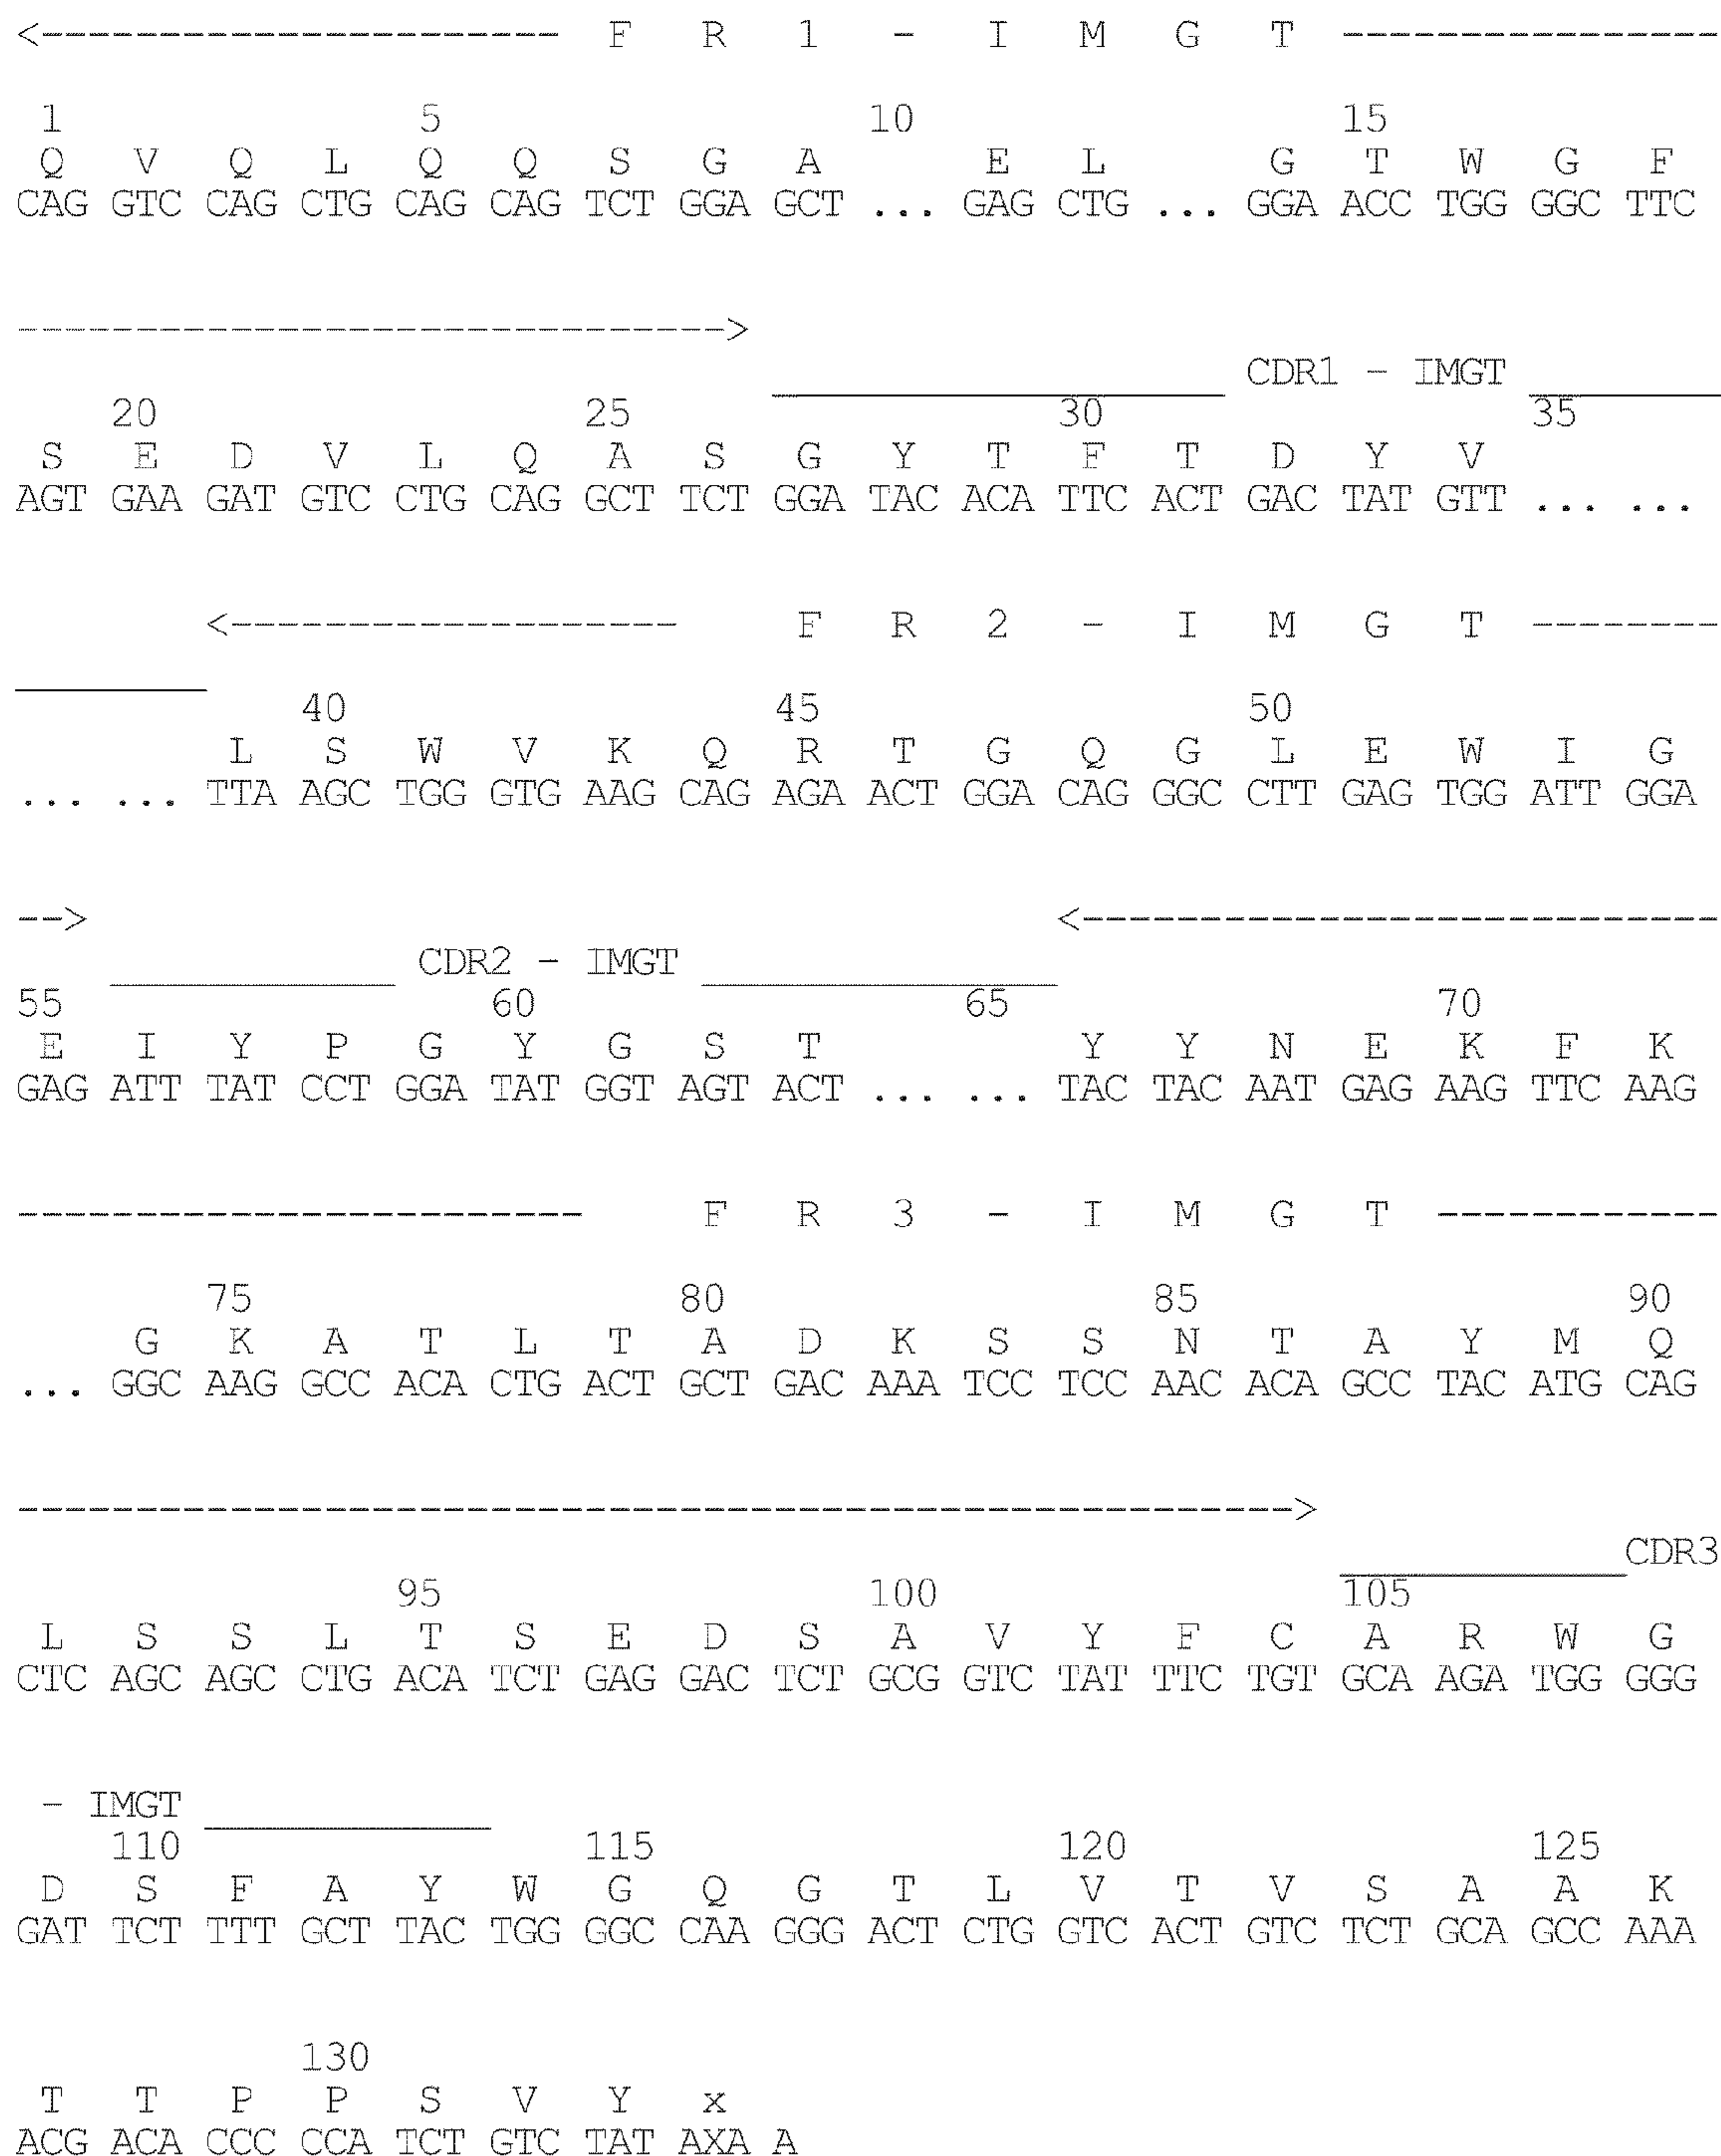 <---------------------- F R 1 - I M G T ----------------
1 5 10 15
Q V Q L Q Q S G A E L G T W G F
CAG GTC CAG CTG CAG CAG TCT GGA GCT ... GAG CTG ... GGA ACC TGG GGC TTC
------------------------------>
CDR1 - IMGT
20 25 30 35
S E D V L Q A S G Y T F T D Y V
AGT GAA GAT GTC CTG CAG GCT TCT GGA TAC ACA TTC ACT GAC TAT GTT ... ...
<------------------- F R 2 - I M G T --------
40 45 50
L S W V K Q R T G Q G L E W I G
... ... TTA AGC TGG GTG AAG CAG AGA ACT GGA CAG GGC CTT GAG TGG ATT GGA
--> <---------------------------
CDR2 - IMGT
55 60 65 70
E I Y P G Y G S T Y Y N E K F K
GAG ATT TAT CCT GGA TAT GGT AGT ACT ... ... TAC TAC AAT GAG AAG TTC AAG
------------------------ F R 3 - I M G T ------------
75 80 85 90
G K A T L T A D K S S N T A Y M Q
... GGC AAG GCC ACA CTG ACT GCT GAC AAA TCC TCC AAC ACA GCC TAC ATG CAG
------------------------------------------------------>
CDR3
95 100 105
L S S L T S E D S A V Y F C A R W G
CTC AGC AGC CTG ACA TCT GAG GAC TCT GCG GTC TAT TTC TGT GCA AGA TGG GGG
- IMGT
110 115 120 125
D S F A Y W G Q G T L V T V S A A K
GAT TCT TTT GCT TAC TGG GGC CAA GGG ACT CTG GTC ACT GTC TCT GCA GCC AAA
130
T T P P S V Y x
ACG ACA CCC CCA TCT GTC TAT AXA A